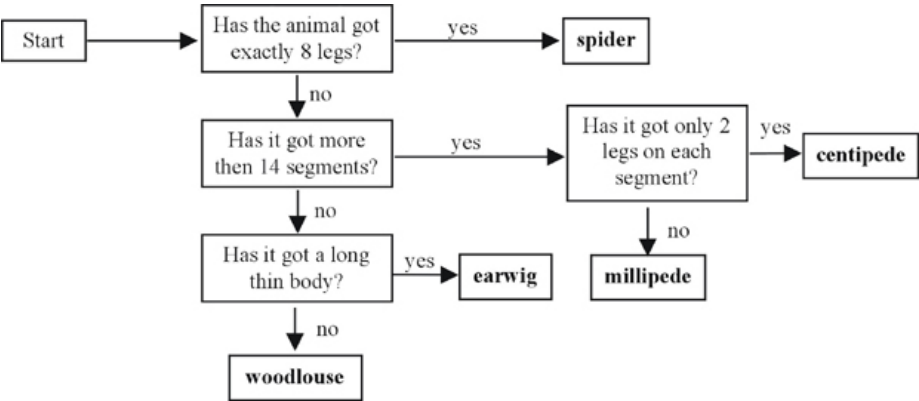 Start
Has the animal got
exactly 8 legs?
yes
spider
no
Has it got more
then 14 segments?
yes
Has it got only 2
legs on each
segment?
yes
centipede
no
no
millipede
Has it got a long
thin body?
yes
earwig
no
woodlouse